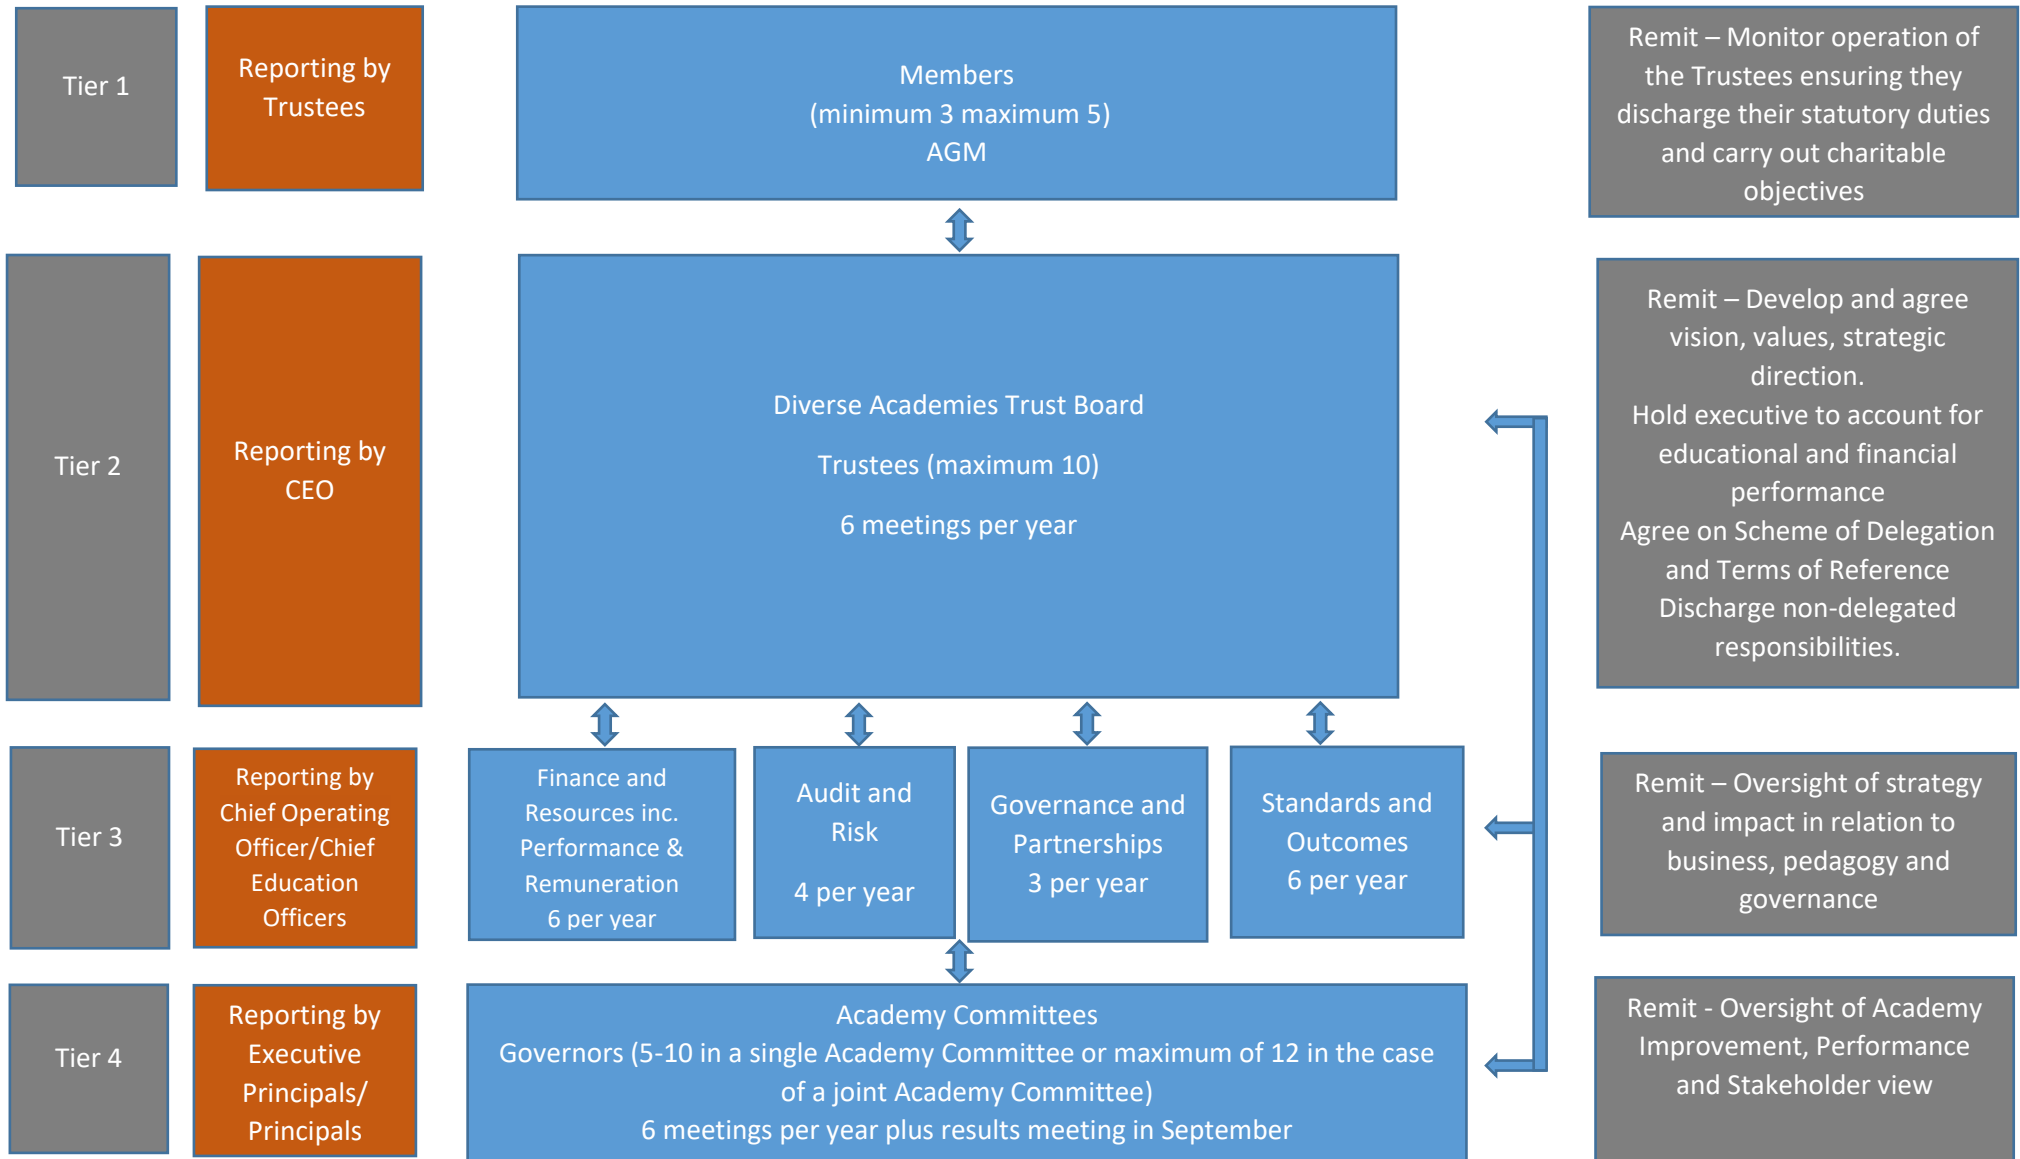 Tier 1
Reporting by
Trustees
Members
(minimum 3 maximum 5)
AGM
Remit – Monitor operation of
the Trustees ensuring they
discharge their statutory duties
and carry out charitable
objectives
Tier 2
Reporting by
CEO
Diverse Academies Trust Board
Trustees (maximum 10)
6 meetings per year
Remit – Develop and agree
vision, values, strategic
direction.
Hold executive to account for
educational and financial
performance
Agree on Scheme of Delegation
and Terms of Reference
Discharge non-delegated
responsibilities.
Tier 3
Reporting by
Chief Operating
Officer/Chief
Education
Officers
Finance and
Resources inc.
Performance &
Remuneration
6 per year
Audit and
Risk
4 per year
Governance and
Partnerships
3 per year
Standards and
Outcomes
6 per year
Remit – Oversight of strategy
and impact in relation to
business, pedagogy and
governance
Tier 4
Reporting by
Executive
Principals/
Principals
Academy Committees
Governors (5-10 in a single Academy Committee or maximum of 12 in the case
of a joint Academy Committee)
6 meetings per year plus results meeting in September
Remit - Oversight of Academy
Improvement, Performance
and Stakeholder view